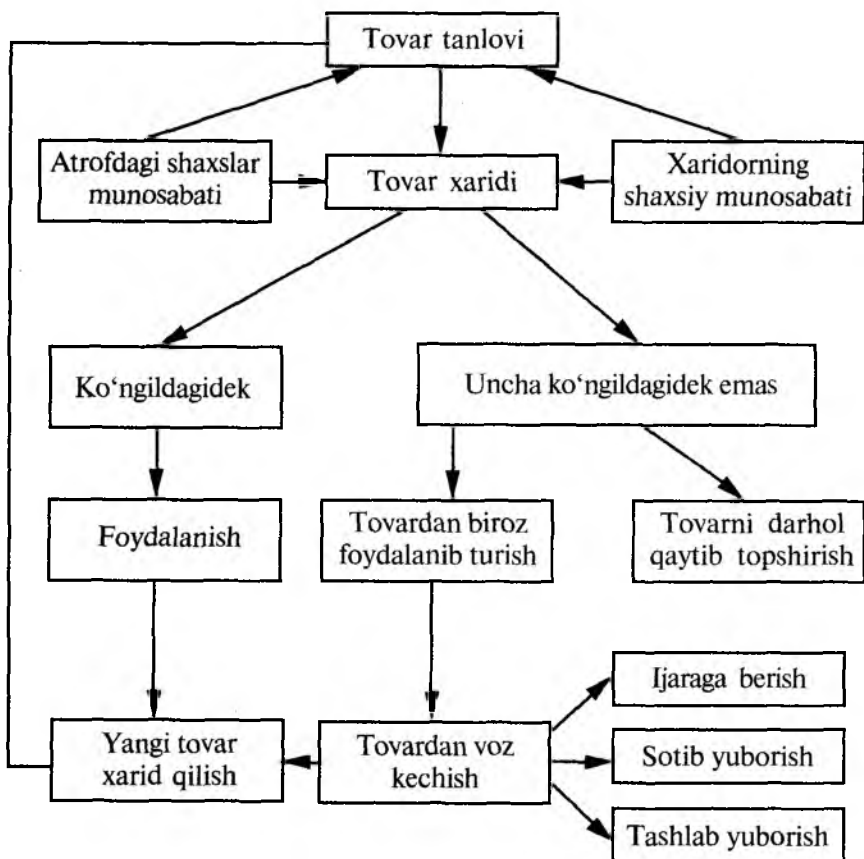 Tovar tanlovi
Atrofdagi shaxslar
munosabati
Tovar xaridi
Xaridorning
shaxsiy munosabati
Ko‘ngildagidek
Uncha ko‘ngildagidek emas
Foydalanish
Tovardan biroz
foydalanib turish
Tovarni darhol
qaytib topshirish
Ijaraga berish
Yangi tovar
xarid qilish
Tovardan voz
kechish
Sotib yuborish
Tashlab yuborish